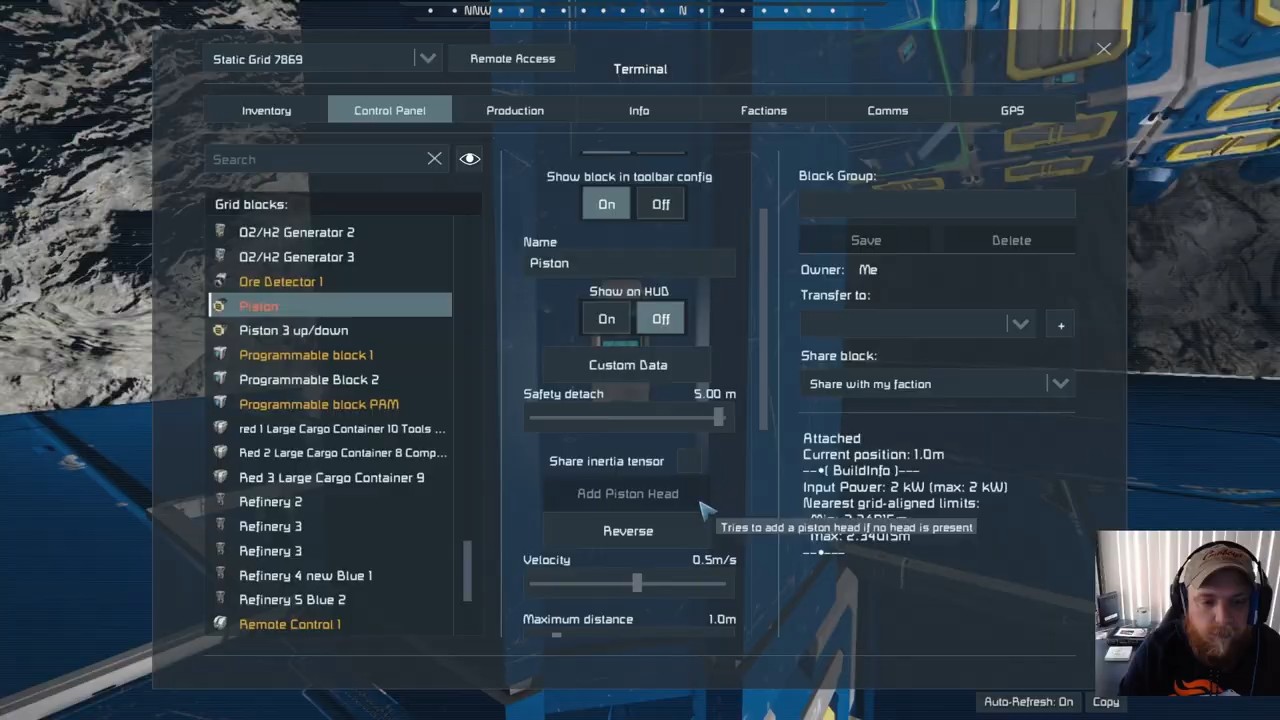 NNW
N
Static Grid 7869
Remote Access
Terminal
Inventory
Control Panel
Production
Info
Factions
Comms
GPS
Search
Grid blocks:
O2/H2 Generator 2
O2/H2 Generator 3
Ore Detector 1
Piston
Piston 3 up/down
Programmable block 1
Programmable Block 2
Programmable block PAM
red 1 Large Cargo Container 10 Tools ...
Red 2 Large Cargo Container 8 Comp...
Red 3 Large Cargo Container 9
Refinery 2
Refinery 3
Refinery 3
Refinery 4 new Blue 1
Refinery 5 Blue 2
Remote Control 1
Show block in toolbar config
On Off
Name
Piston
Show on HUD
On Off
Custom Data
Safety detach 5.00 m
Share inertia tensor
Add Piston Head
Tries to add a piston head if no head is present
Reverse
Velocity 0.5m/s
Maximum distance 1.0m
Block Group:
Save Delete
Owner: Me
Transfer to:
+
Share block:
Share with my faction
Attached
Current position: 1.0m
--•( BuildInfo )•--
Input Power: 2 kW (max: 2 kW)
Nearest grid-aligned limits:
Max: 2.34015m
--•--
Auto-Refresh: On
Copy